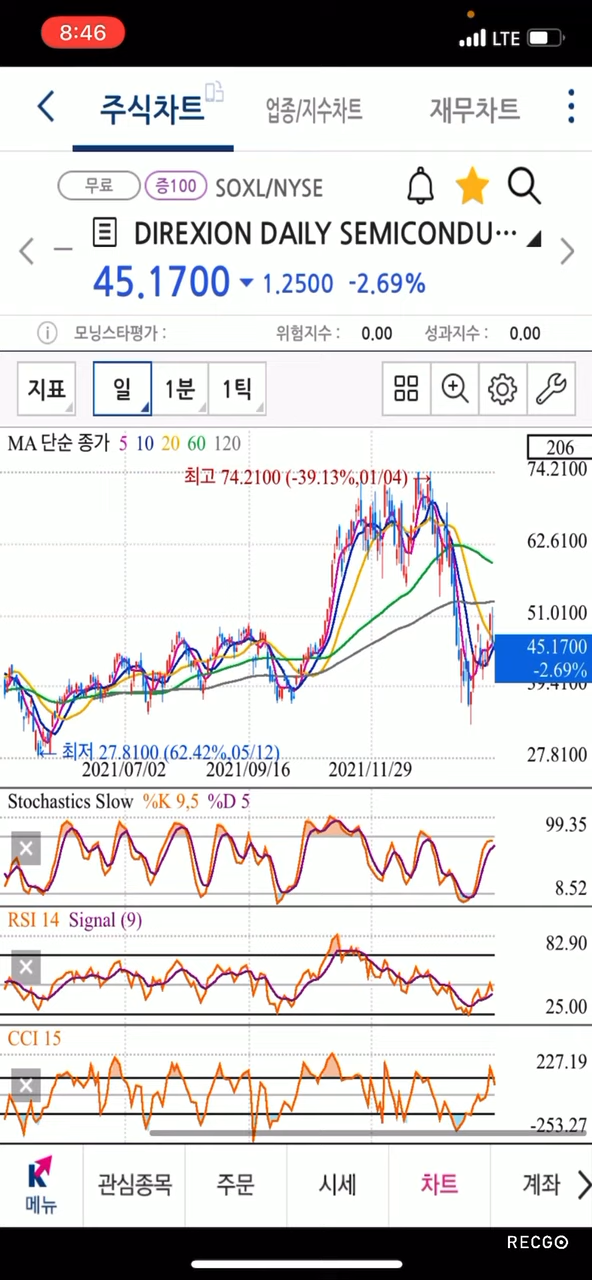 8:46
LTE
주식차트
업종/지수차트
재무차트
무료
증100
SOXL/NYSE
DIREXION DAILY SEMICONDU…
45.1700 1.2500 -2.69%
모닝스타평가 :
위험지수 : 0.00
성과지수 : 0.00
지표
일
1분
1틱
MA 단순 종가 5 10 20 60 120
206
74.2100
최고 74.2100 (-39.13%,01/04) →
62.6100
51.0100
45.1700
-2.69%
39.4100
← 최저 27.8100 (62.42%,05/12)
27.8100
2021/07/02
2021/09/16
2021/11/29
Stochastics Slow %K 9,5 %D 5
99.35
8.52
RSI 14 Signal (9)
82.90
25.00
CCI 15
227.19
-253.27
K
메뉴
관심종목
주문
시세
차트
계좌
RECGO